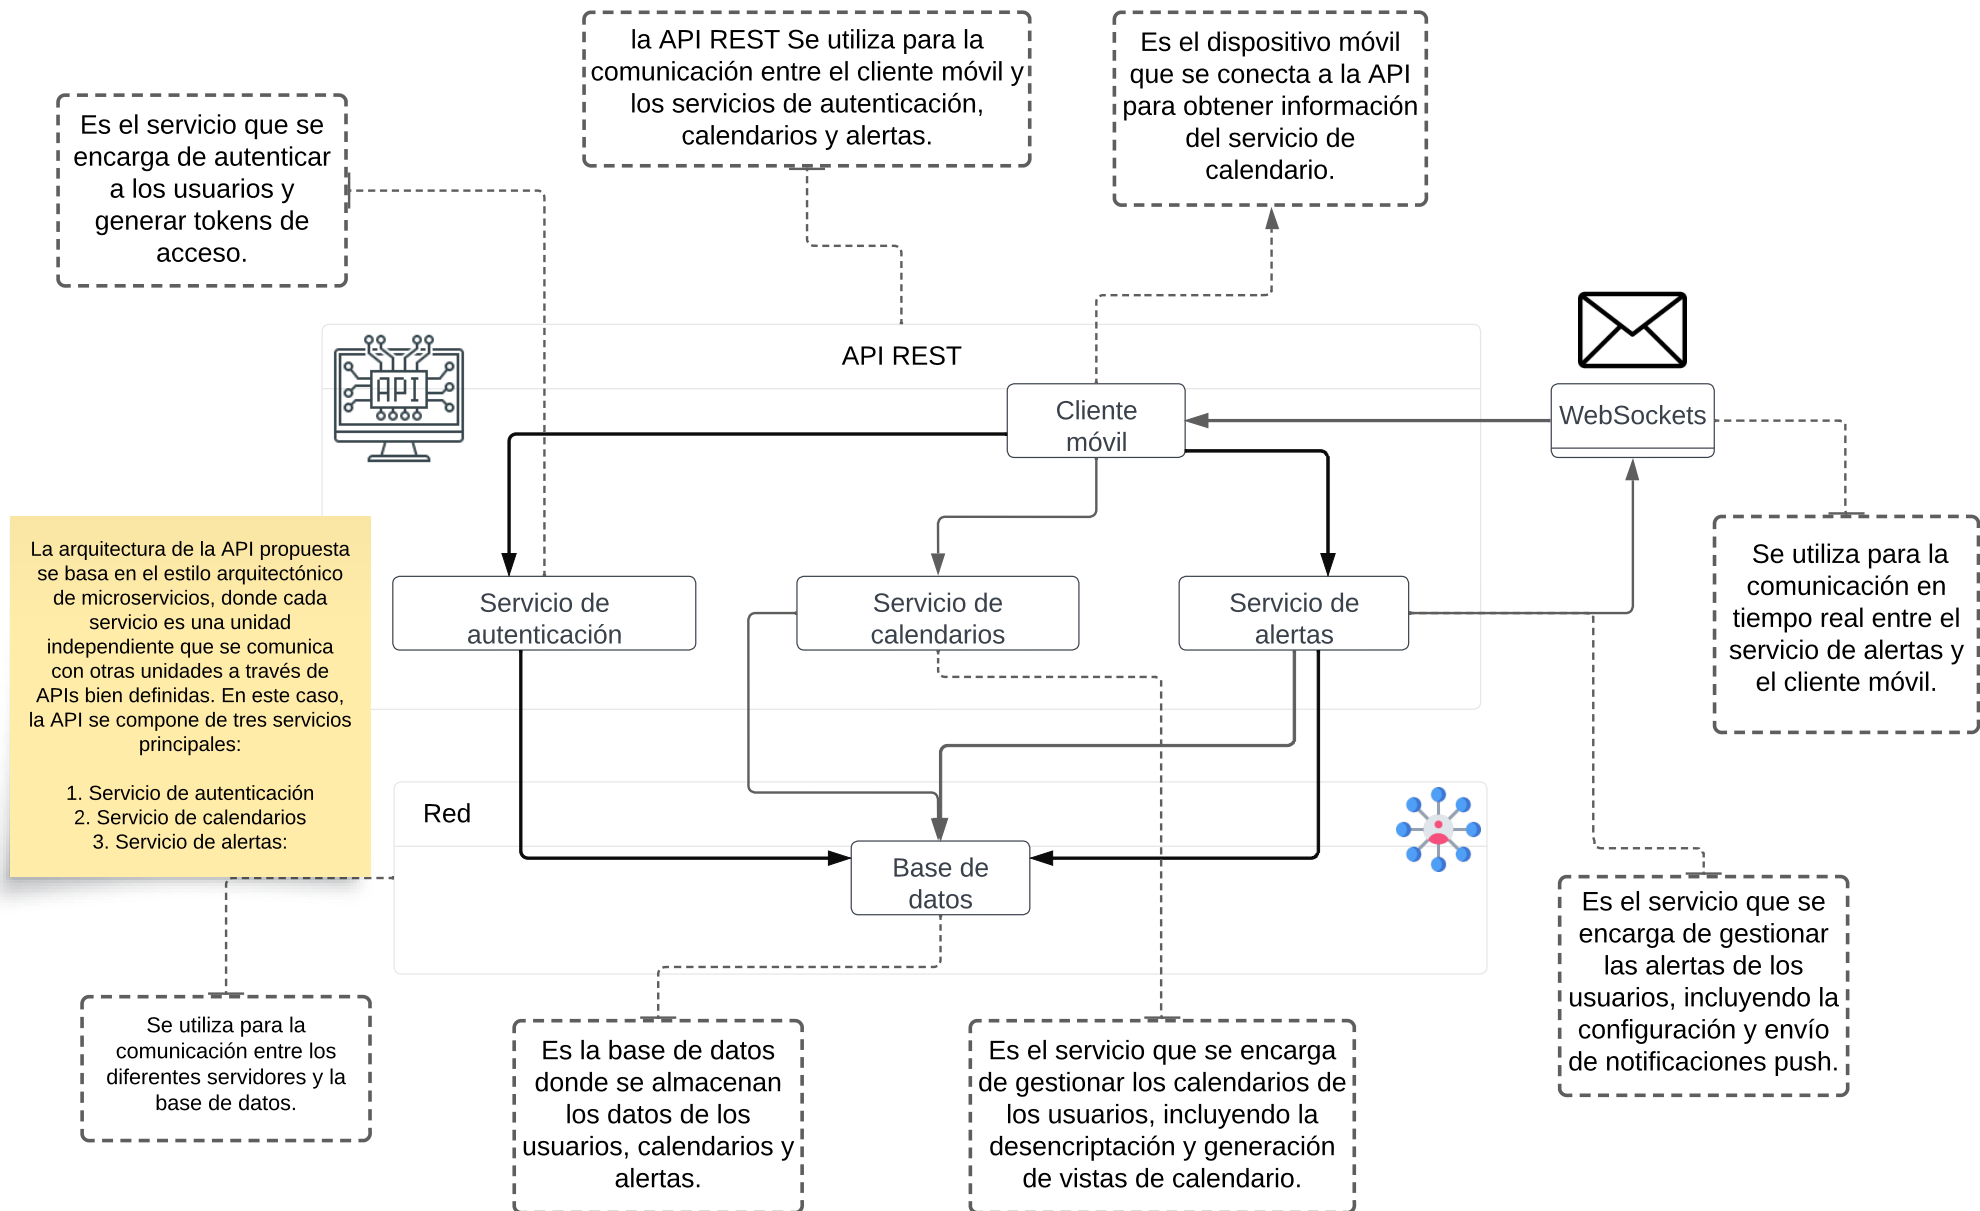 la API REST Se utiliza para la
comunicación entre el cliente móvil y
los servicios de autenticación,
calendarios y alertas.
Es el dispositivo móvil
que se conecta a la API
para obtener información
del servicio de
calendario.
Es el servicio que se
encarga de autenticar
a los usuarios y
generar tokens de
acceso.
API REST
API
Cliente
móvil
WebSockets
La arquitectura de la API propuesta
se basa en el estilo arquitectónico
de microservicios, donde cada
servicio es una unidad
independiente que se comunica
con otras unidades a través de
APIs bien definidas. En este caso,
la API se compone de tres servicios
principales:
1. Servicio de autenticación
2. Servicio de calendarios
3. Servicio de alertas:
Servicio de
autenticación
Servicio de
calendarios
Servicio de
alertas
Se utiliza para la
comunicación en
tiempo real entre el
servicio de alertas y
el cliente móvil.
Red
Base de
datos
Es el servicio que se
encarga de gestionar
las alertas de los
usuarios, incluyendo la
configuración y envío
de notificaciones push.
Se utiliza para la
comunicación entre los
diferentes servidores y la
base de datos.
Es la base de datos
donde se almacenan
los datos de los
usuarios, calendarios y
alertas.
Es el servicio que se encarga
de gestionar los calendarios de
los usuarios, incluyendo la
desencriptación y generación
de vistas de calendario.